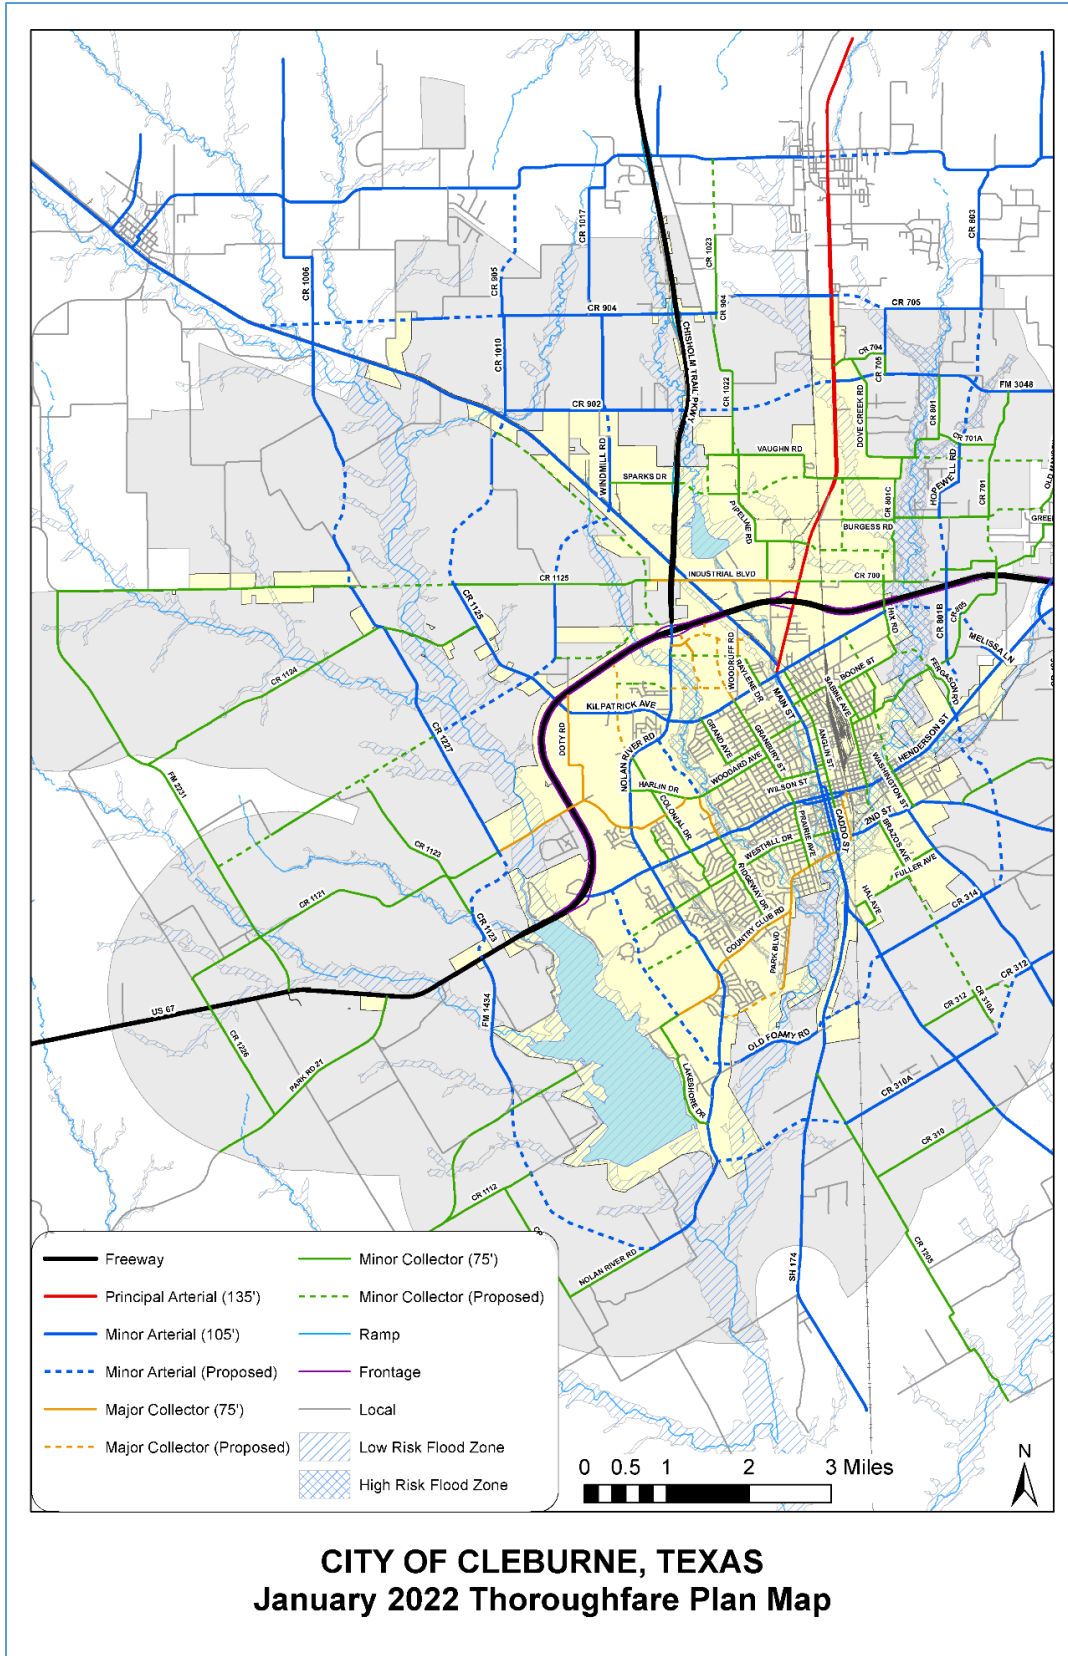 CR 1017
CR 803
CR 1023
CR 1006
CR 905
CR 904
CR 904
CR 705
CHISHOLM TRAIL PKWY
CR 1010
CR 704
CR 705
CR 1022
DOVE CREEK RD
FM 3048
CR 902
CR 801
CR 701A
WINDMILL RD
VAUGHN RD
HOPEWELL RD
SPARKS DR
CR 701
CR 801C
PIPELINE RD
BURGESS RD
CR 1125
INDUSTRIAL BLVD
CR 700
CR 1125
HIX RD
CR 801B
CR 805
MELISSA LN
WOODRUFF RD
RAYLENE DR
BOONE ST
FERGASON RD
CR 1124
SABINE AVE
MAIN ST
KILPATRICK AVE
CR 1227
DOTY RD
NOLAN RIVER RD
GRAND AVE
GRANBURY ST
ANGLIN ST
HENDERSON ST
WOODARD AVE
WASHINGTON ST
FM 2331
HARLIN DR
WILSON ST
COLONIAL DR
PRAIRIE AVE
CADDO ST
2ND ST
BRAZOS AVE
CR 1123
WESTHILL DR
FULLER AVE
RIDGEWAY DR
CR 1121
HAL AVE
CR 314
CR 1123
COUNTRY CLUB RD
PARK BLVD
CR 312
CR 312
CR 310A
US 67
FM 1434
CR 1226
OLD FOAMY RD
PARK RD 21
LAKESHORE DR
CR 310A
CR 310
CR 1112
CR 1205
NOLAN RIVER RD
SH 174
Freeway
Principal Arterial (135')
Minor Arterial (105')
Minor Arterial (Proposed)
Major Collector (75')
Major Collector (Proposed)
Minor Collector (75')
Minor Collector (Proposed)
Ramp
Frontage
Local
Low Risk Flood Zone
High Risk Flood Zone
0 0.5 1 2 3 Miles
N
CITY OF CLEBURNE, TEXAS
January 2022 Thoroughfare Plan Map